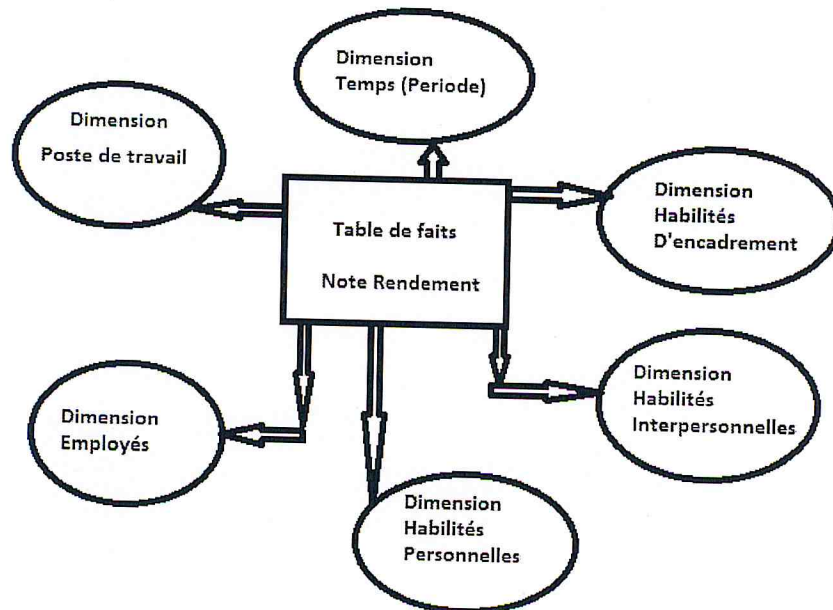 Dimension
Temps (Periode)
Dimension
Poste de travail
Dimension
Habilités
D'encadrement
Table de faits
Note Rendement
Dimension
Habilités
Interpersonnelles
Dimension
Employés
Dimension
Habilités
Personnelles